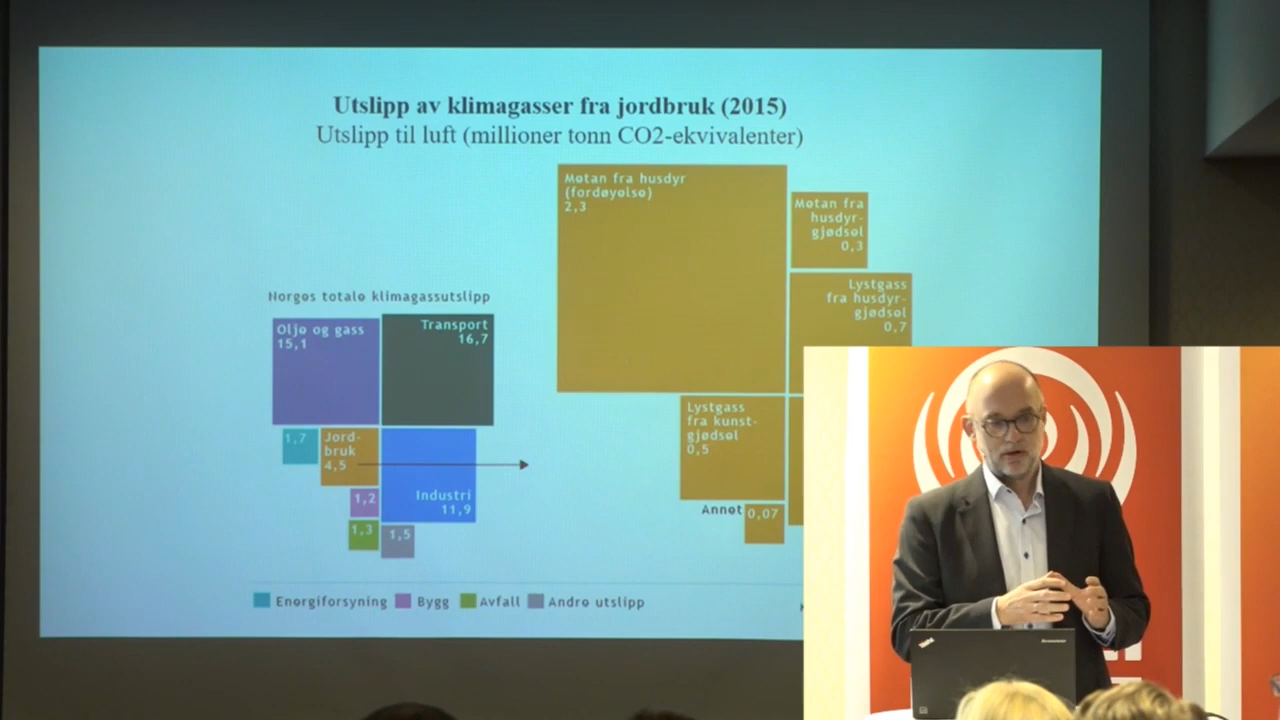 Utslipp av klimagasser fra jordbruk (2015)
Utslipp til luft (millioner tonn CO2-ekvivalenter)
Metan fra husdyr
(fordøyelse)
2,3
Metan fra
husdyr-
gjødsel
0,3
Lystgass
fra husdyr-
gjødsel
0,7
Norges totale klimagassutslipp
Olje og gass
15,1
Transport
16,7
1,7
Jord-
bruk
4,5
Industri
11,9
1,2
1,3
1,5
Lystgass
fra kunst-
gjødsel
0,5
Annet
0,07
Energiforsyning
Bygg
Avfall
Andre utslipp
lenovo